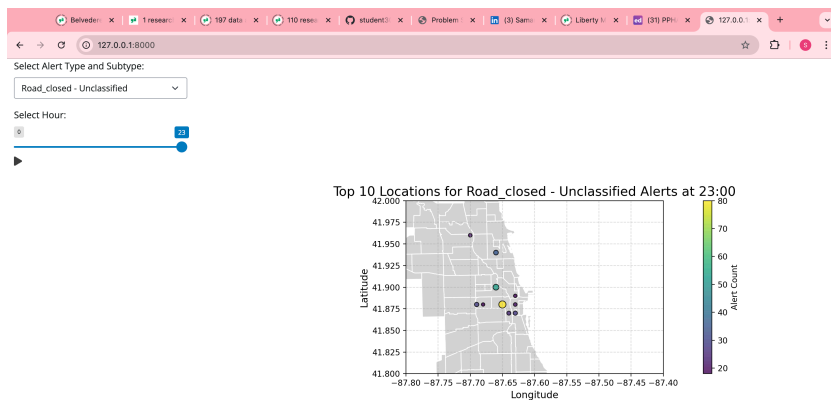 Belveder
1 researc
197 data
110 resea
student3
Problem
(3) Sama
Liberty M
(31) PPHA
127.0.0.1
127.0.0.1:8000
S
Select Alert Type and Subtype:
Road_closed - Unclassified
Select Hour:
0 23
Top 10 Locations for Road_closed - Unclassified Alerts at 23:00
42.000
41.975
41.950
41.925
41.900
41.875
41.850
41.825
41.800
Latitude
−87.80 −87.75 −87.70 −87.65 −87.60 −87.55 −87.50 −87.45 −87.40
Longitude
80
70
60
50
40
30
20
Alert Count